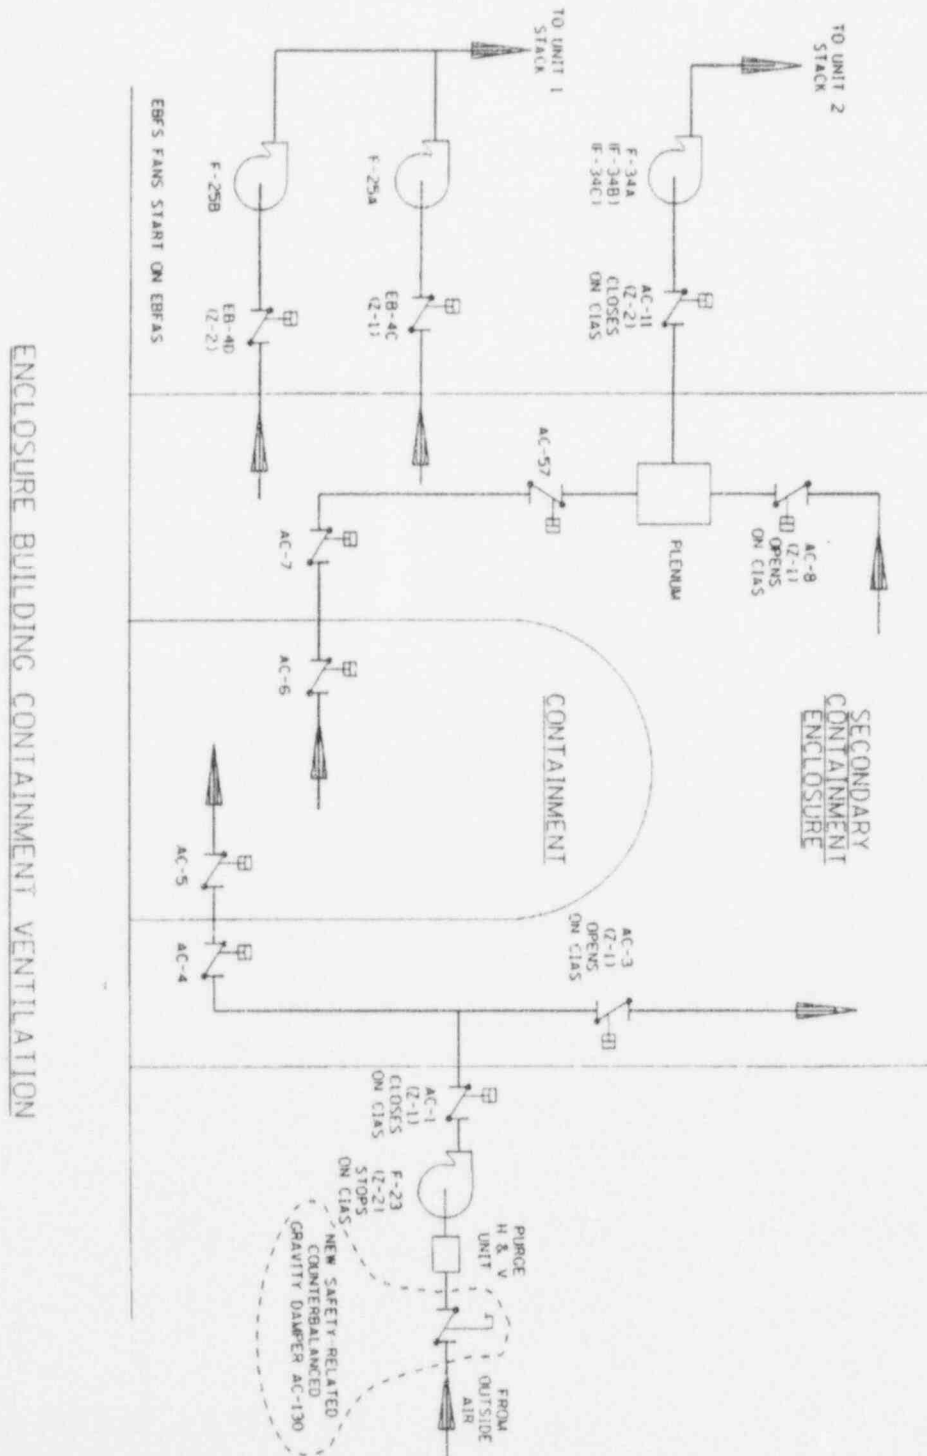 TO UNIT 2
STACK
TO UNIT 1
STACK
F-34A
(F-34B)
(F-34C)
F-25A
F-25B
EBFS FANS START ON EBFAS
AC-11
(Z-2)
CLOSES
ON CIAS
EB-4C
(Z-1)
EB-4D
(Z-2)
AC-8
(Z-1)
OPENS
ON CIAS
PLENUM
AC-57
AC-7
AC-6
SECONDARY
CONTAINMENT
ENCLOSURE
CONTAINMENT
AC-5
AC-4
AC-3
(Z-1)
OPENS
ON CIAS
AC-1
(Z-1)
CLOSES
ON CIAS
F-23
(Z-2)
STOPS
ON CIAS
PURGE
H & V
UNIT
FROM
OUTSIDE
AIR
NEW SAFETY-RELATED
COUNTERBALANCED
GRAVITY DAMPER AC-130
ENCLOSURE BUILDING CONTAINMENT VENTILATION